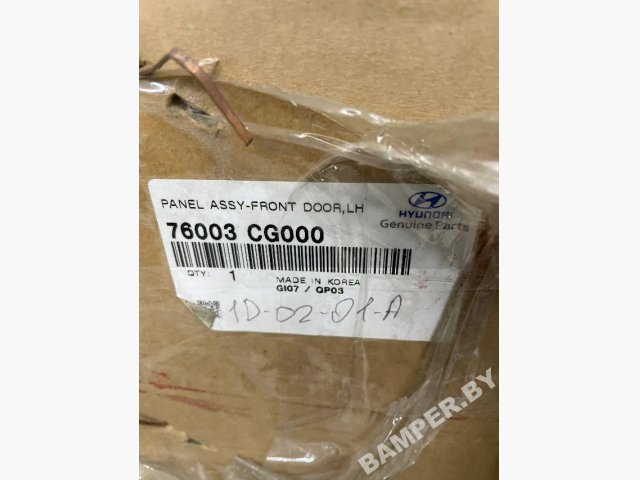 PANEL ASSY-FRONT DOOR,LH
HYUNDAI
Genuine Parts
76003 CG000
QTY: 1
MADE IN KOREA
GI07 / QP03
1D-02-01-A
BAMPER.BY